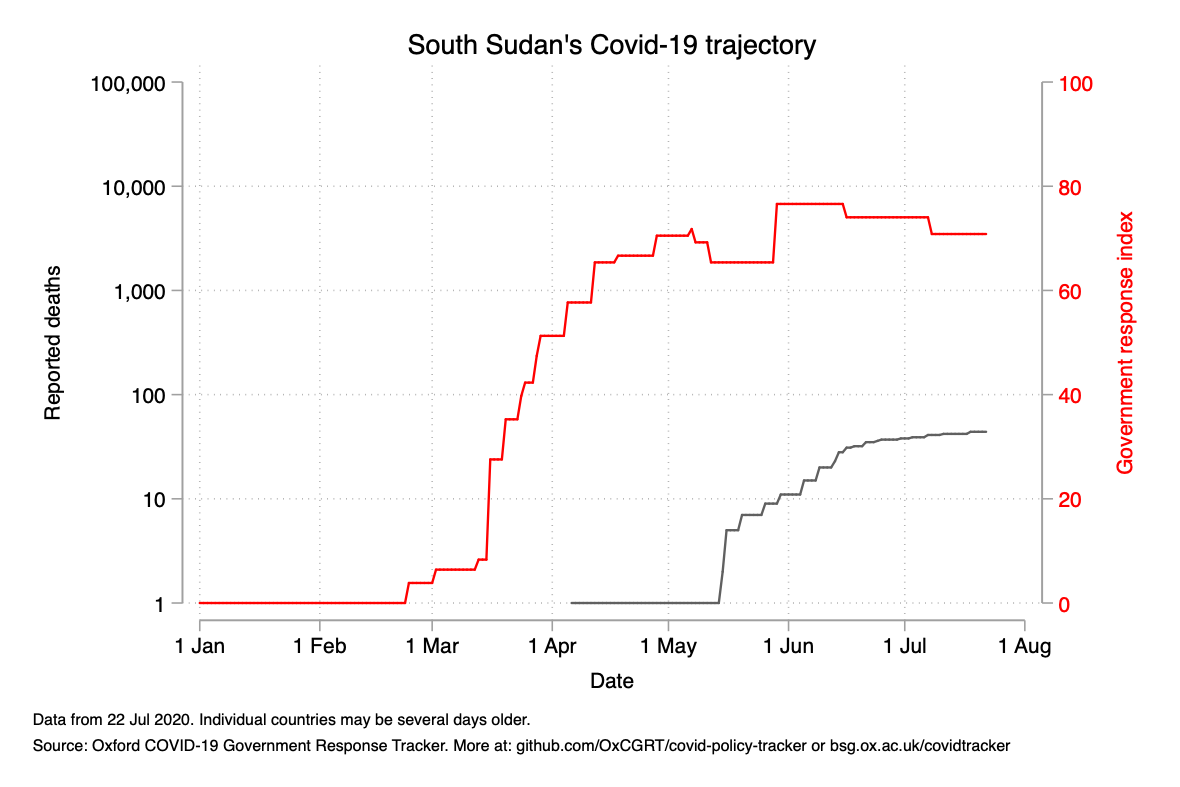 South Sudan's Covid-19 trajectory
100,000
10,000
1,000
100
10
1
Reported deaths
100
80
60
40
20
0
Government response index
1 Jan
1 Feb
1 Mar
1 Apr
1 May
1 Jun
1 Jul
1 Aug
Date
Data from 22 Jul 2020. Individual countries may be several days older.
Source: Oxford COVID-19 Government Response Tracker. More at: github.com/OxCGRT/covid-policy-tracker or bsg.ox.ac.uk/covidtracker